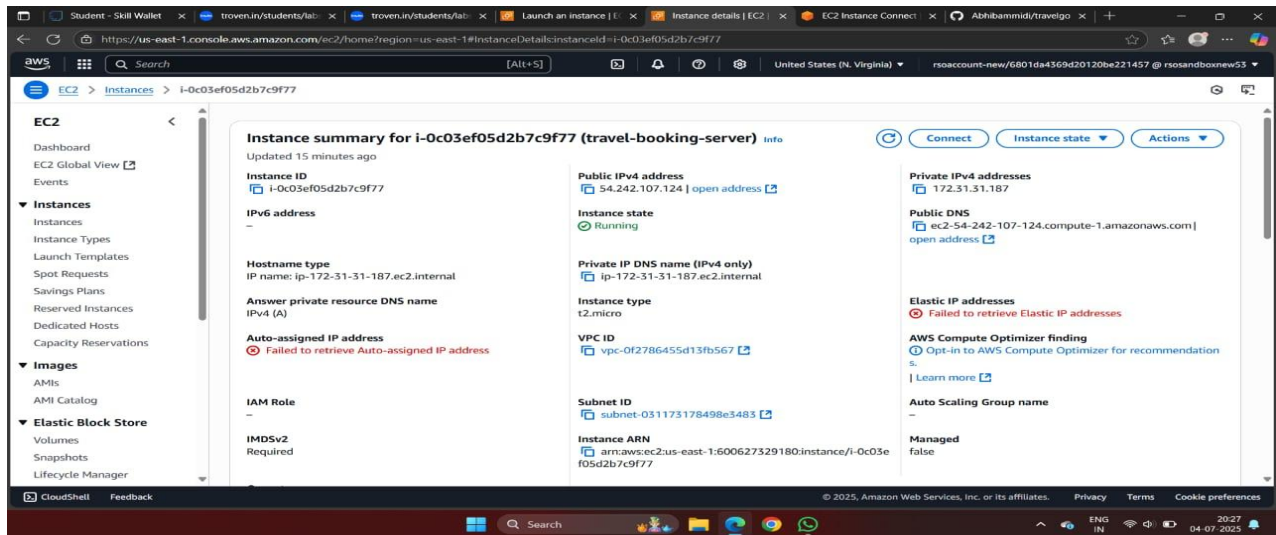 Student - Skill Wallet
troven.in/students/lab
troven.in/students/lab
Launch an instance | E
Instance details | EC2 |
EC2 Instance Connect
Abhibammidi/travelgo
https://us-east-1.console.aws.amazon.com/ec2/home?region=us-east-1#InstanceDetails:instanceId=i-0c03ef05d2b7c9f77
aws
Search
[Alt+S]
United States (N. Virginia)
rsoaccount-new/6801da4369d20120be221457 @ rsosandboxnew53
EC2 > Instances > i-0c03ef05d2b7c9f77
EC2
Dashboard
EC2 Global View
Events
Instances
Instances
Instance Types
Launch Templates
Spot Requests
Savings Plans
Reserved Instances
Dedicated Hosts
Capacity Reservations
Images
AMIs
AMI Catalog
Elastic Block Store
Volumes
Snapshots
Lifecycle Manager
Instance summary for i-0c03ef05d2b7c9f77 (travel-booking-server) Info
Updated 15 minutes ago
Connect
Instance state
Actions
Instance ID
i-0c03ef05d2b7c9f77
Public IPv4 address
54.242.107.124 | open address
Private IPv4 addresses
172.31.31.187
IPv6 address
–
Instance state
Running
Public DNS
ec2-54-242-107-124.compute-1.amazonaws.com |
open address
Hostname type
IP name: ip-172-31-31-187.ec2.internal
Private IP DNS name (IPv4 only)
ip-172-31-31-187.ec2.internal
Answer private resource DNS name
IPv4 (A)
Instance type
t2.micro
Elastic IP addresses
Failed to retrieve Elastic IP addresses
Auto-assigned IP address
Failed to retrieve Auto-assigned IP address
VPC ID
vpc-0f2786455d13fb567
AWS Compute Optimizer finding
Opt-in to AWS Compute Optimizer for recommendation
s.
| Learn more
IAM Role
–
Subnet ID
subnet-031173178498e3483
Auto Scaling Group name
–
IMDSv2
Required
Instance ARN
arn:aws:ec2:us-east-1:600627329180:instance/i-0c03e
f05d2b7c9f77
Managed
false
CloudShell
Feedback
© 2025, Amazon Web Services, Inc. or its affiliates.
Privacy
Terms
Cookie preferences
Search
ENG
IN
20:27
04-07-2025